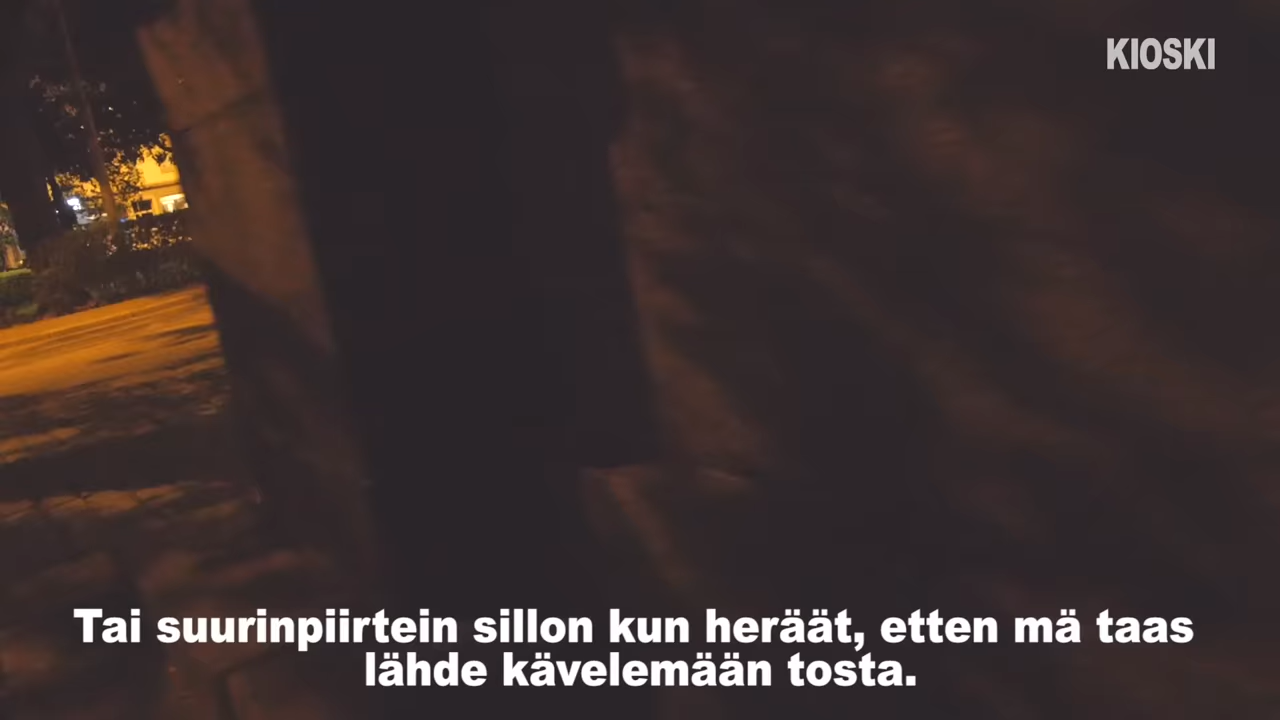 KIOSKI
Tai suurinpiirtein sillon kun heräät, etten mä taas
lähde kävelemään tosta.